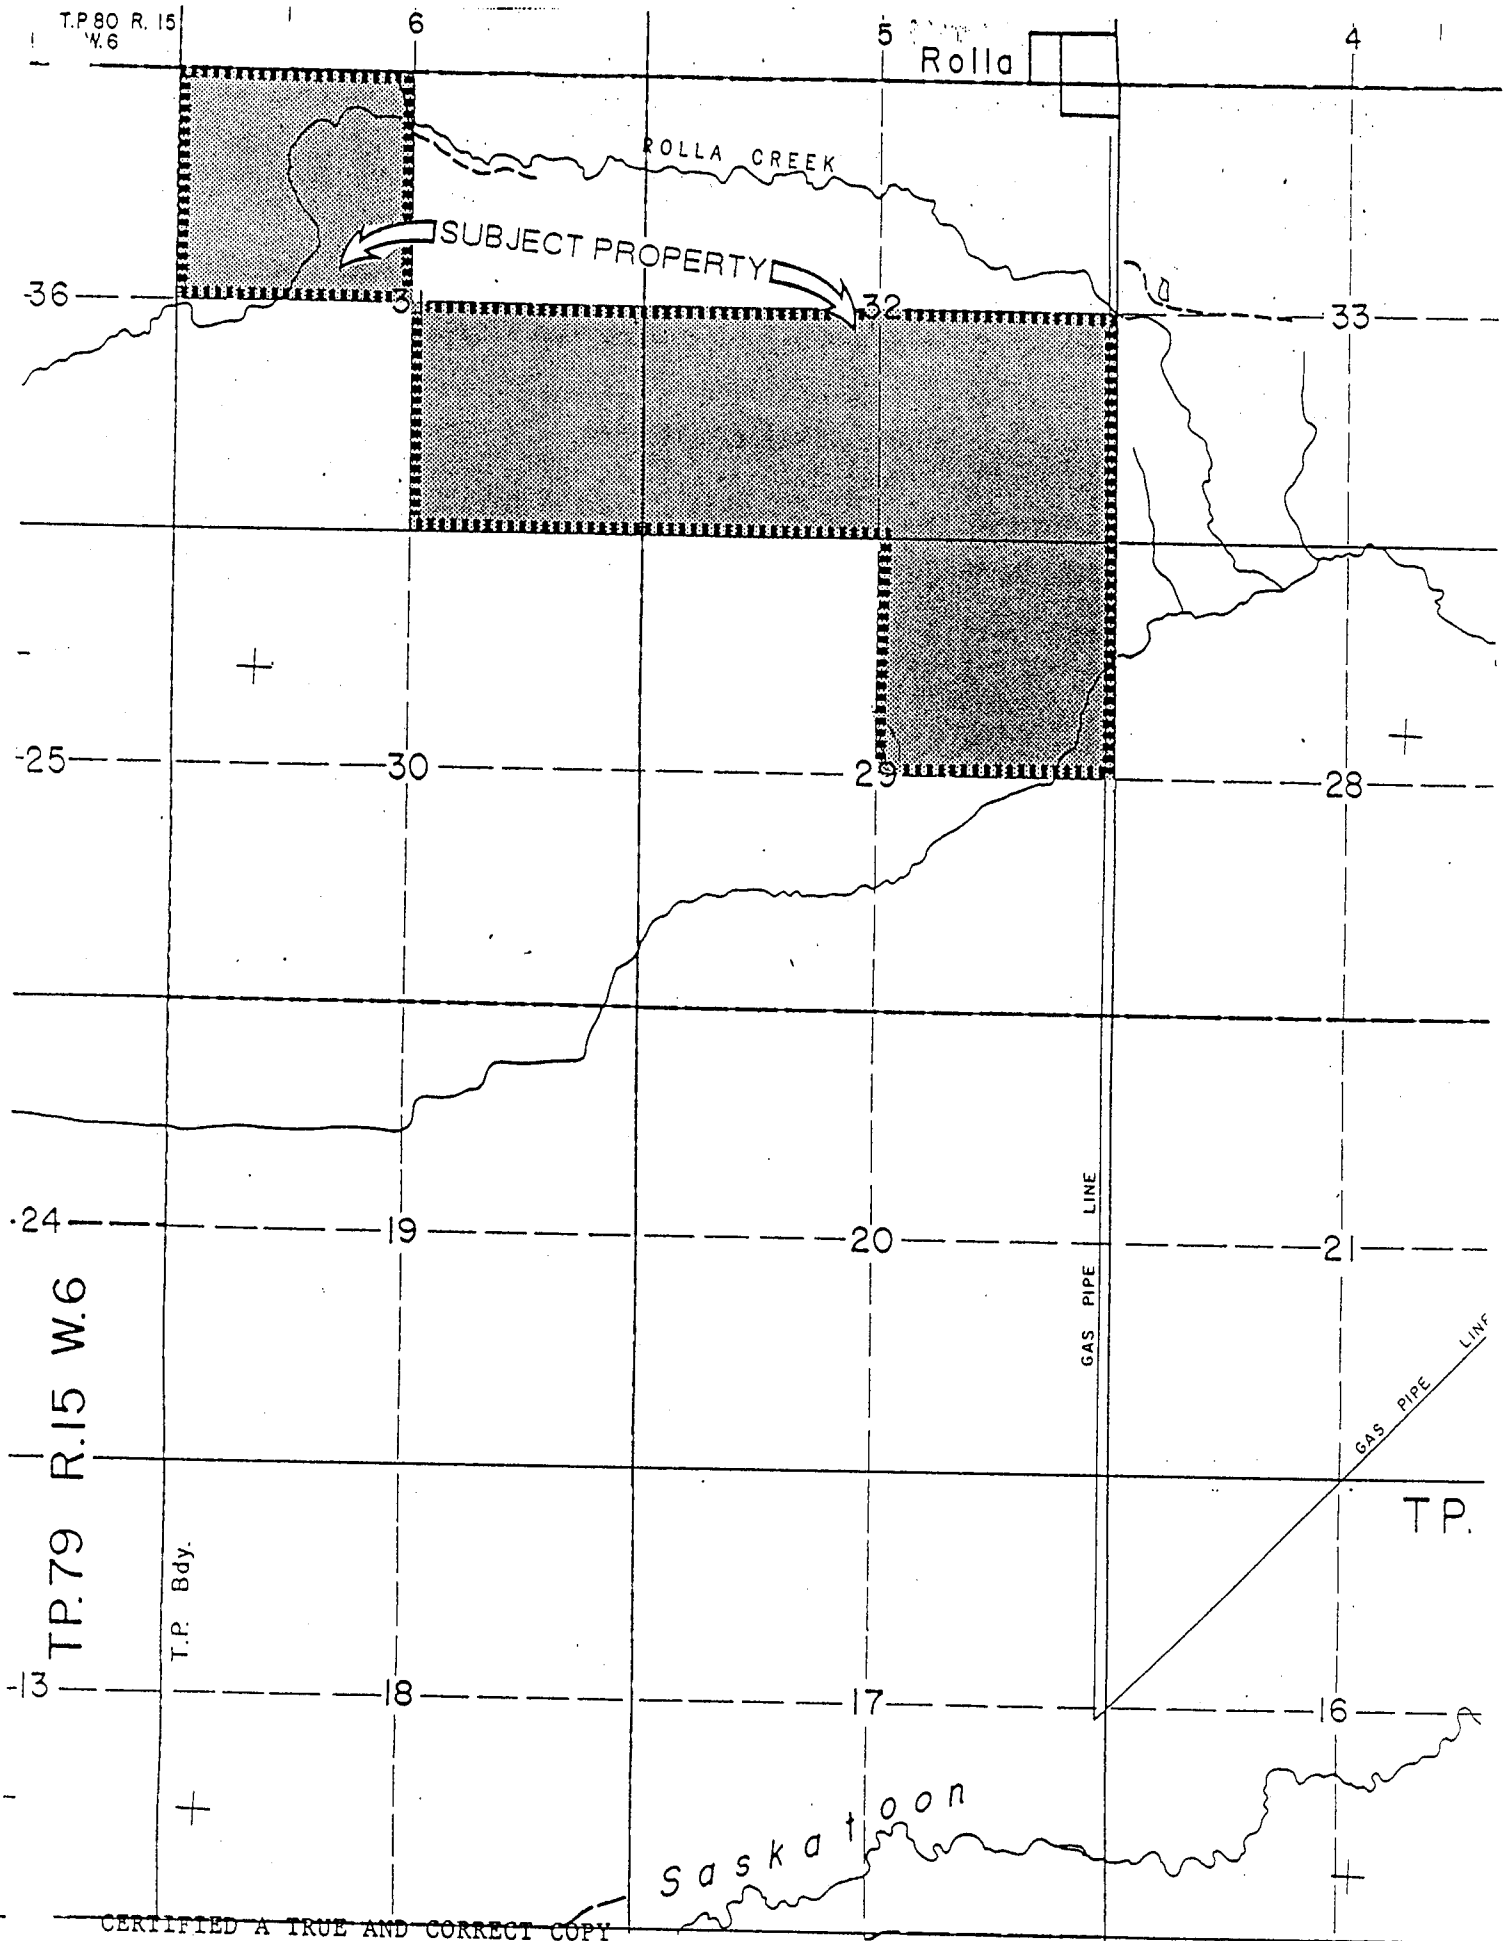 T.P 80 R. 15
W.6
6
5
4
Rolla
ROLLA CREEK
SUBJECT PROPERTY
36
3
32
33
25
30
29
28
24
19
20
21
GAS PIPE LINE
GAS PIPE LINE
TP. 79 R.15 W.6
T.P. Bdy.
TP.
13
18
17
16
Saskatoon
CERTIFIED A TRUE AND CORRECT COPY